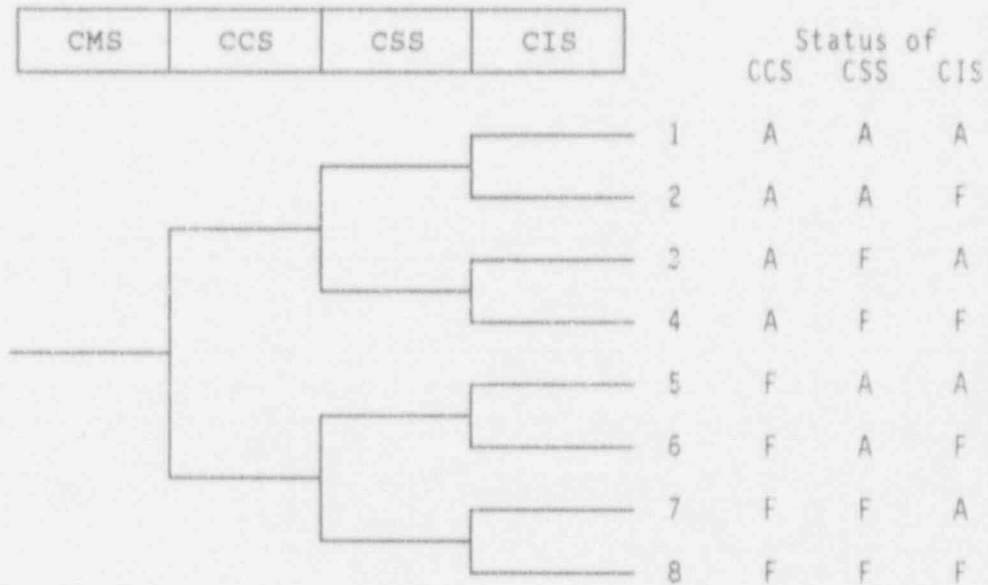 CMS CCS CSS CIS
Status of
CCS CSS CIS
1 A A A
2 A A F
3 A F A
4 A F F
5 F A A
6 F A F
7 F F A
8 F F F